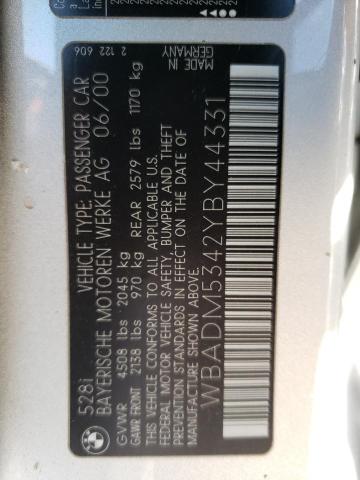 528i
VEHICLE TYPE: PASSENGER CAR
BAYERISCHE MOTOREN WERKE AG 06/00
GVWR 4508 lbs 2045 kg
GAWR FRONT 2138 lbs 970 kg REAR 2579 lbs 1170 kg
THIS VEHICLE CONFORMS TO ALL APPLICABLE U.S.
FEDERAL MOTOR VEHICLE SAFETY, BUMPER AND THEFT
STANDARDS IN EFFECT ON THE DATE OF
MANUFACTURE SHOWN ABOVE.
WBADM5342YBY44331
2 122 606
MADE IN
GERMANY